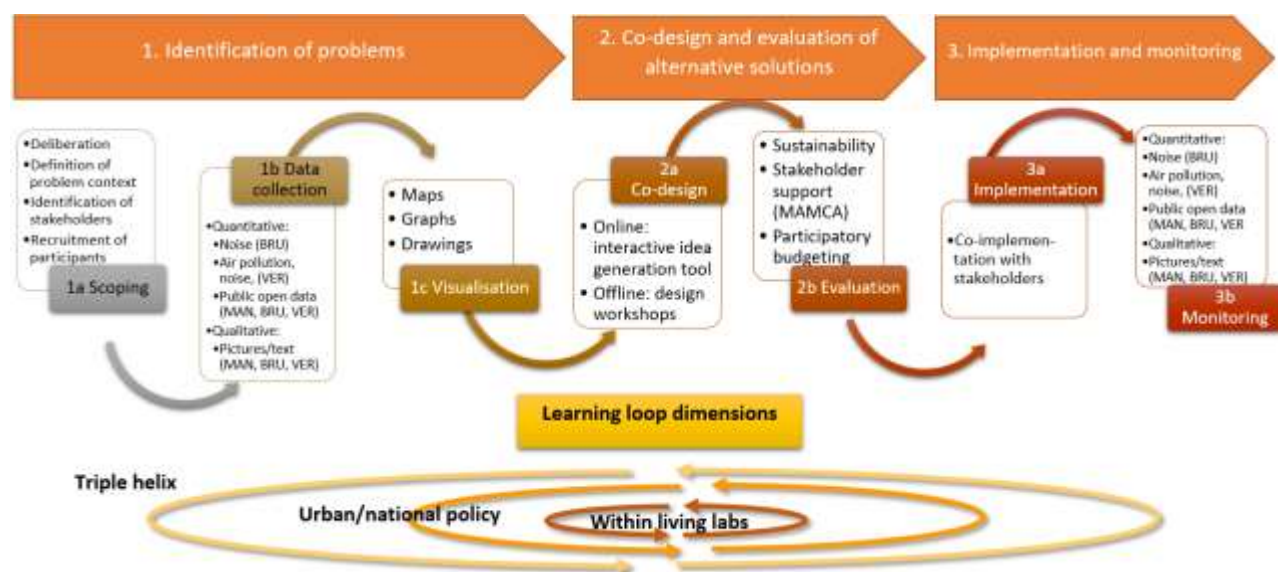 1. Identification of problems
2. Co-design and evaluation of
alternative solutions
3. Implementation and monitoring
•Deliberation
•Definition of
problem context
•Identification of
stakeholders
•Recruitment of
participants
1a Scoping
1b Data
collection
•Quantitative:
•Noise (BRU)
•Air pollution,
noise, (VER)
•Public open data
(MAN, BRU, VER)
•Qualitative:
•Pictures/text
(MAN, BRU, VER)
• Maps
• Graphs
• Drawings
1c Visualisation
2a
Co-design
• Online:
interactive idea
generation tool
• Offline: design
workshops
• Sustainability
• Stakeholder
support
(MAMCA)
• Participatory
budgeting
2b Evaluation
3a
Implementation
• Co-implemen-
tation with
stakeholders
•Quantitative:
•Noise (BRU)
•Air pollution,
noise, (VER)
•Public open data
(MAN, BRU, VER
•Qualitative:
•Pictures/text
(MAN, BRU, VER)
3b
Monitoring
Learning loop dimensions
Triple helix
Urban/national policy
Within living labs